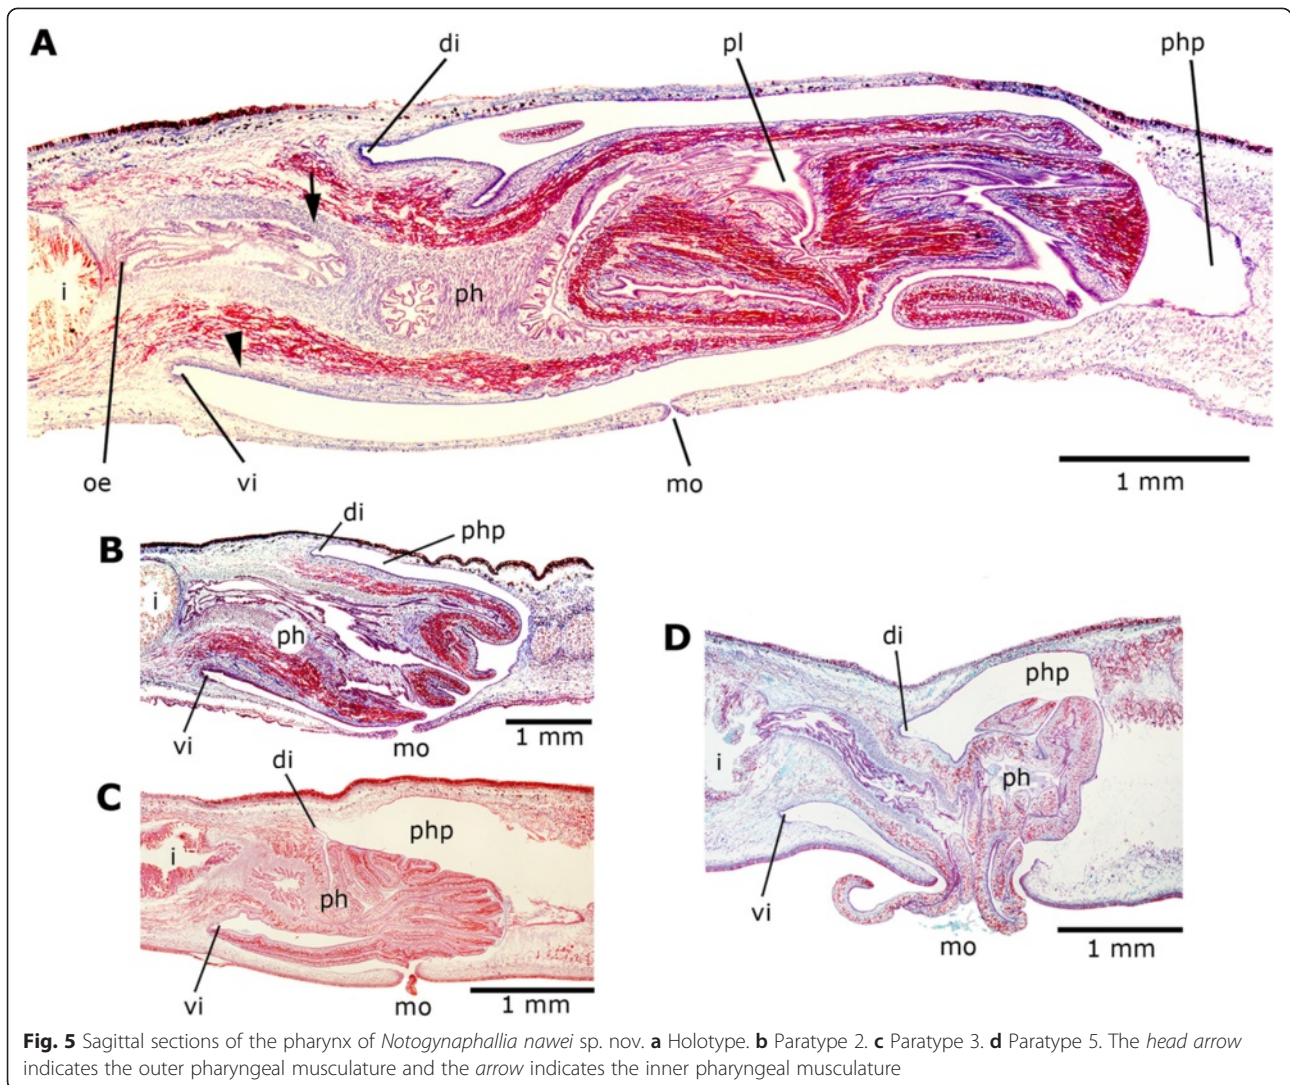 A
di
pl
php
i
ph
oe
vi
mo
1 mm
B
di
php
i
ph
vi
mo
1 mm
C
di
php
i
ph
vi
mo
1 mm
D
di
php
i
ph
vi
mo
1 mm
Fig. 5 Sagittal sections of the pharynx of Notogynaphallia nawei sp. nov. a Holotype. b Paratype 2. c Paratype 3. d Paratype 5. The head arrow
indicates the outer pharyngeal musculature and the arrow indicates the inner pharyngeal musculature